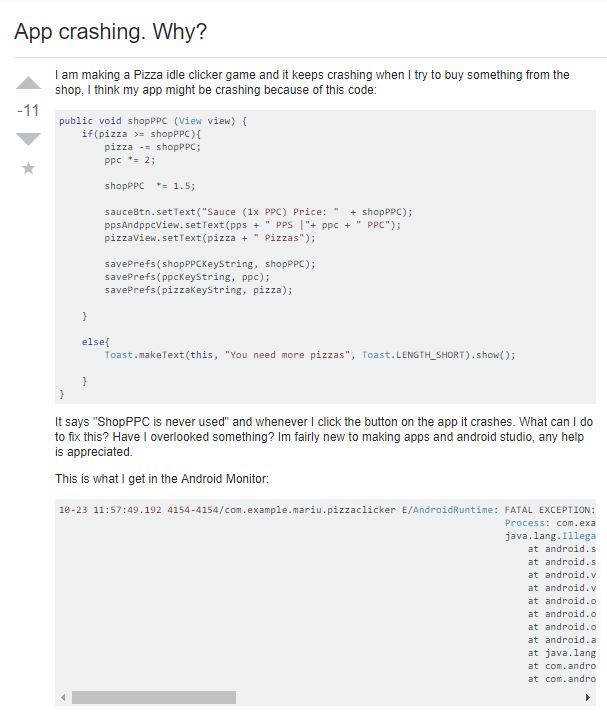 App crashing. Why?
I am making a Pizza idle clicker game and it keeps crashing when I try to buy something from the
shop, I think my app might be crashing because of this code:
-11
public void shopPPC (View view) {
if(pizza >= shopPPC){
pizza -= shopPPC;
ppc *= 2;
shopPPC  *= 1.5;
sauceBtn.setText("Sauce (1x PPC) Price: "  + shopPPC);
ppsAndppcView.setText(pps + " PPS |"+ ppc + " PPC");
pizzaView.setText(pizza + " Pizzas");
savePrefs(shopPPCKeyString, shopPPC);
savePrefs(ppcKeyString, ppc);
savePrefs(pizzaKeyString, pizza);
}
else{
Toast.makeText(this, "You need more pizzas", Toast.LENGTH_SHORT).show();
}
}
It says "ShopPPC is never used" and whenever I click the button on the app it crashes. What can I do
to fix this? Have I overlooked something? Im fairly new to making apps and android studio, any help
is appreciated.
This is what I get in the Android Monitor:
10-23 11:57:49.192 4154-4154/com.example.mariu.pizzaclicker E/AndroidRuntime: FATAL EXCEPTION:
Process: com.exa
java.lang.Illega
at android.s
at android.s
at android.v
at android.v
at android.o
at android.o
at android.o
at android.a
at java.lang
at com.andro
at com.andro